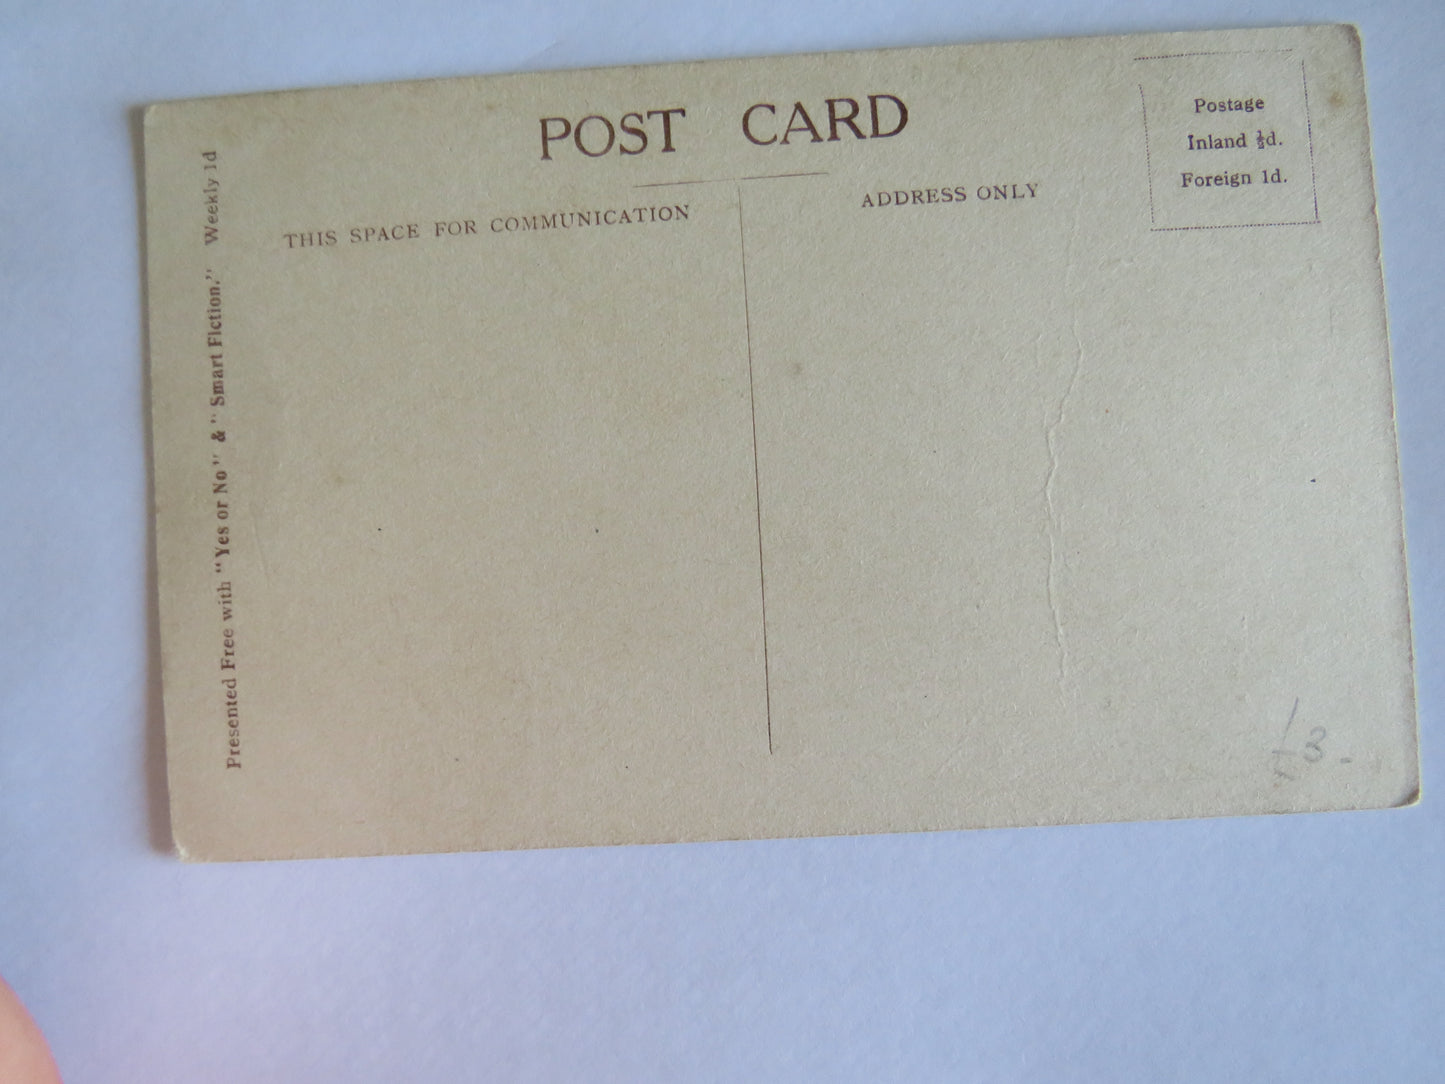 POST CARD
THIS SPACE FOR COMMUNICATION
ADDRESS ONLY
Postage
Inland ½d.
Foreign 1d.
Presented Free with "Yes or No" & "Smart Fiction." Weekly 1d